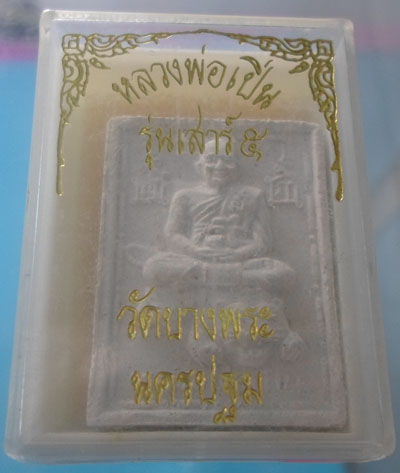 หลวงพ่อเปิ่น
รุ่นเสาร์ ๕
วัดบางพระ
นครปฐม